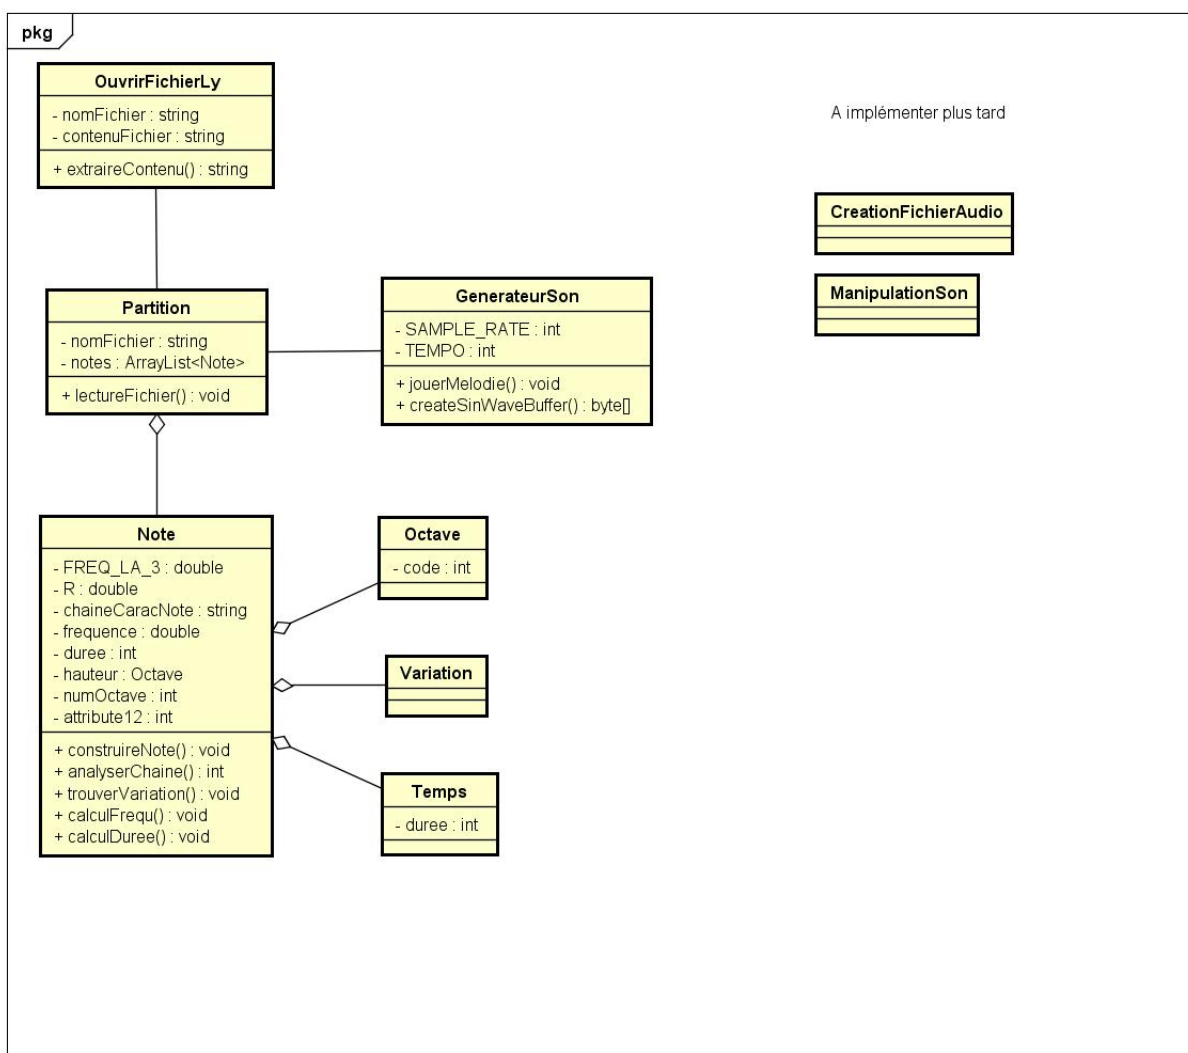 pkg
OuvrirFichierLy
- nomFichier : string
- contenuFichier : string
+ extraireContenu() : string
A implémenter plus tard
CreationFichierAudio
ManipulationSon
Partition
- nomFichier : string
- notes : ArrayList<Note>
+ lectureFichier() : void
GenerateurSon
- SAMPLE_RATE : int
- TEMPO : int
+ jouerMelodie() : void
+ createSinWaveBuffer() : byte[]
Note
- FREQ_LA_3 : double
- R : double
- chaineCaracNote : string
- frequence : double
- duree : int
- hauteur : Octave
- numOctave : int
- attribute12 : int
+ construireNote() : void
+ analyserChaine() : int
+ trouverVariation() : void
+ calculFrequ() : void
+ calculDuree() : void
Octave
- code : int
Variation
Temps
- duree : int